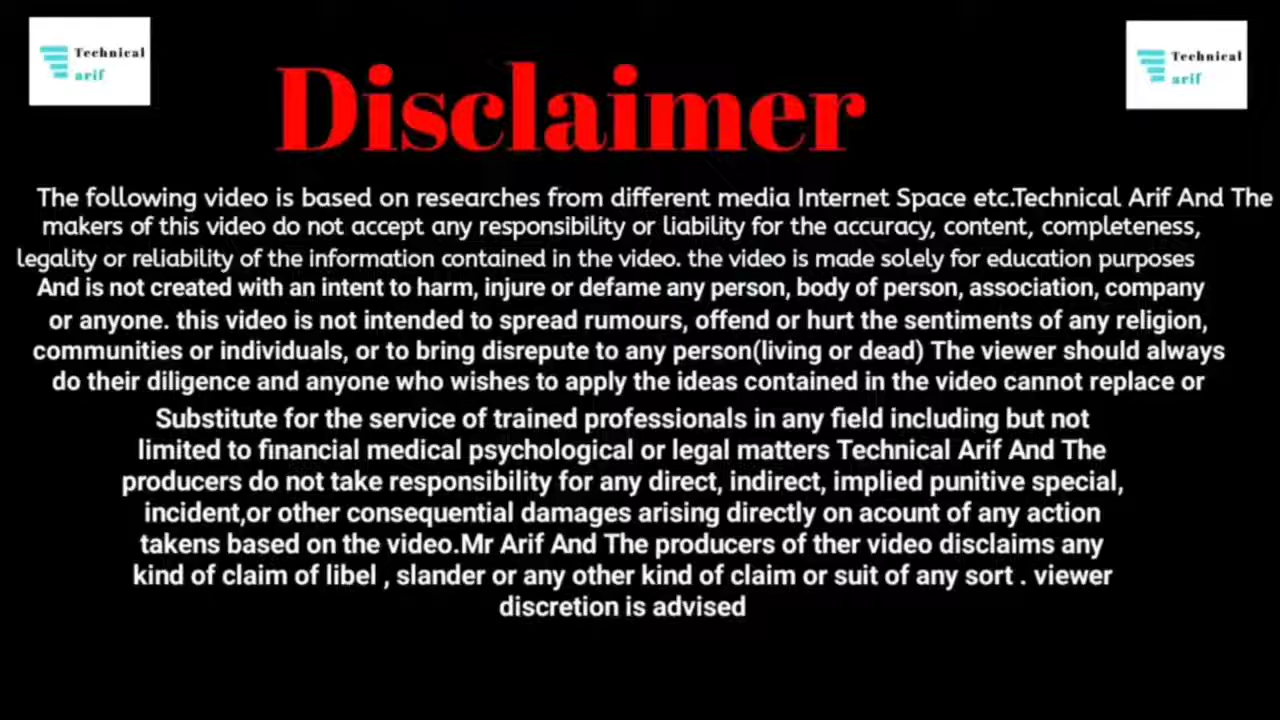 Technical
arif
Technical
arif
Disclaimer
The following video is based on researches from different media Internet Space etc.Technical Arif And The
makers of this video do not accept any responsibility or liability for the accuracy, content, completeness,
legality or reliability of the information contained in the video. the video is made solely for education purposes
And is not created with an intent to harm, injure or defame any person, body of person, association, company
or anyone. this video is not intended to spread rumours, offend or hurt the sentiments of any religion,
communities or individuals, or to bring disrepute to any person(living or dead) The viewer should always
do their diligence and anyone who wishes to apply the ideas contained in the video cannot replace or
Substitute for the service of trained professionals in any field including but not
limited to financial medical psychological or legal matters Technical Arif And The
producers do not take responsibility for any direct, indirect, implied punitive special,
incident,or other consequential damages arising directly on acount of any action
takens based on the video.Mr Arif And The producers of ther video disclaims any
kind of claim of libel , slander or any other kind of claim or suit of any sort . viewer
discretion is advised